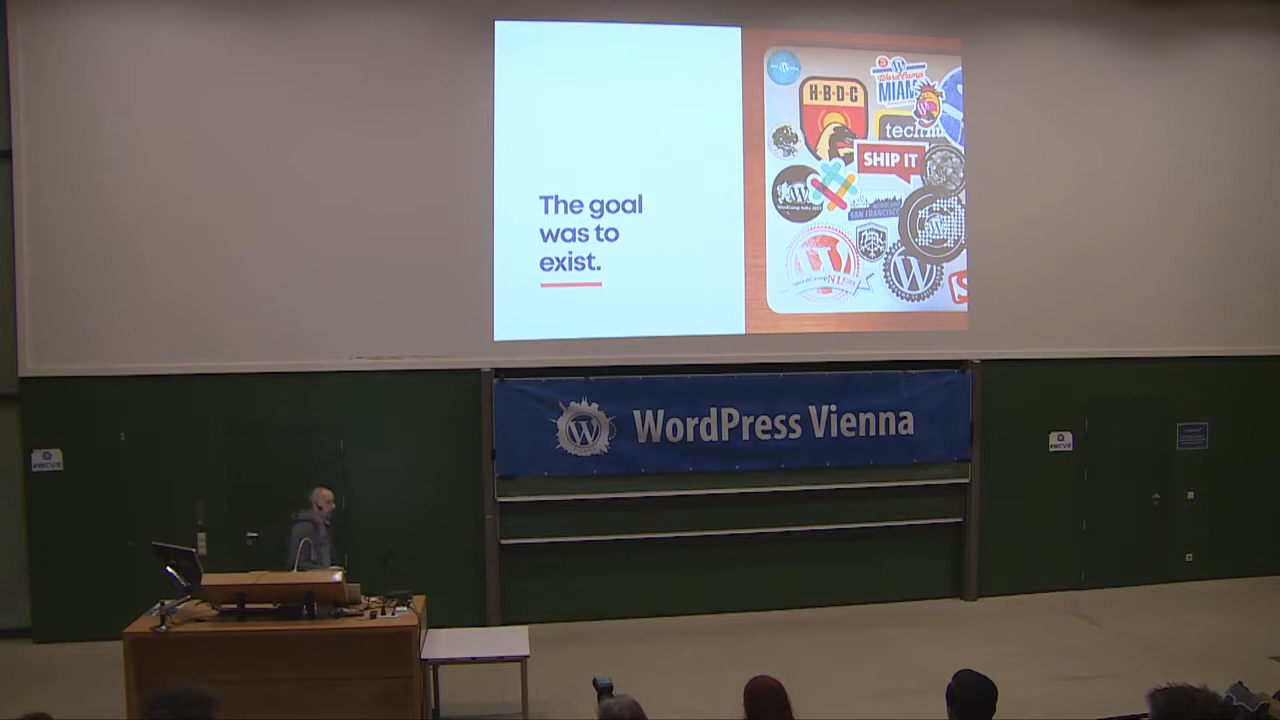 The goal
was to
exist.
H·B·D·C
WordCamp
MIAMI
SHIP IT
SAN FRANCISCO
WordPress Vienna